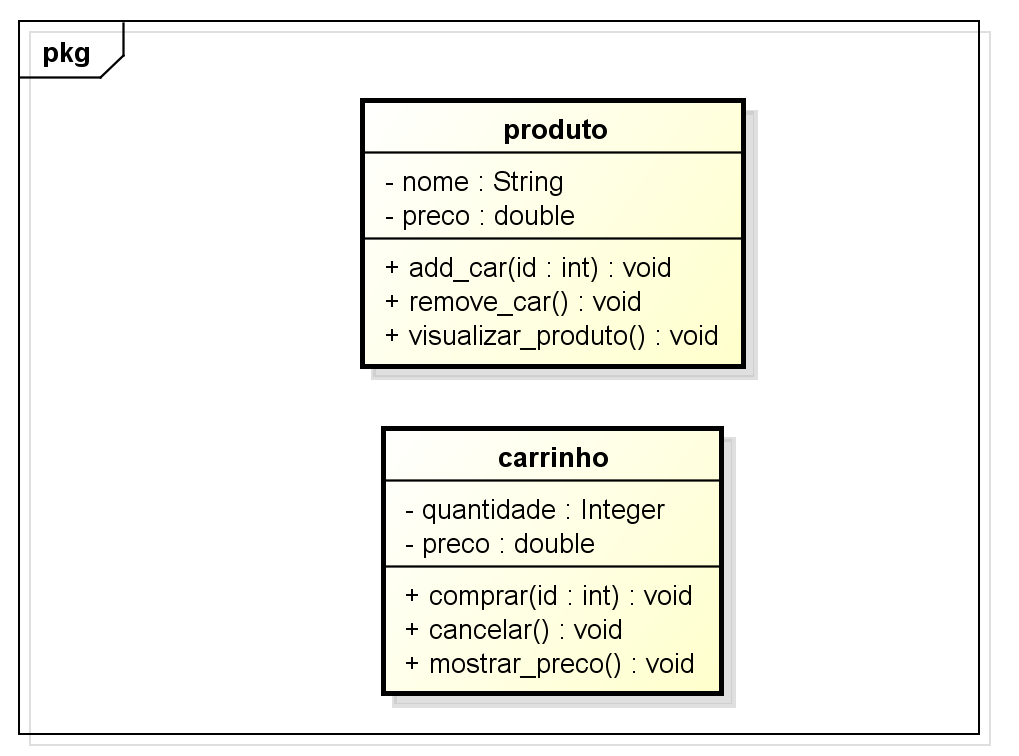 pkg
produto
- nome : String
- preco : double
+ add_car(id : int) : void
+ remove_car() : void
+ visualizar_produto() : void
carrinho
- quantidade : Integer
- preco : double
+ comprar(id : int) : void
+ cancelar() : void
+ mostrar_preco() : void